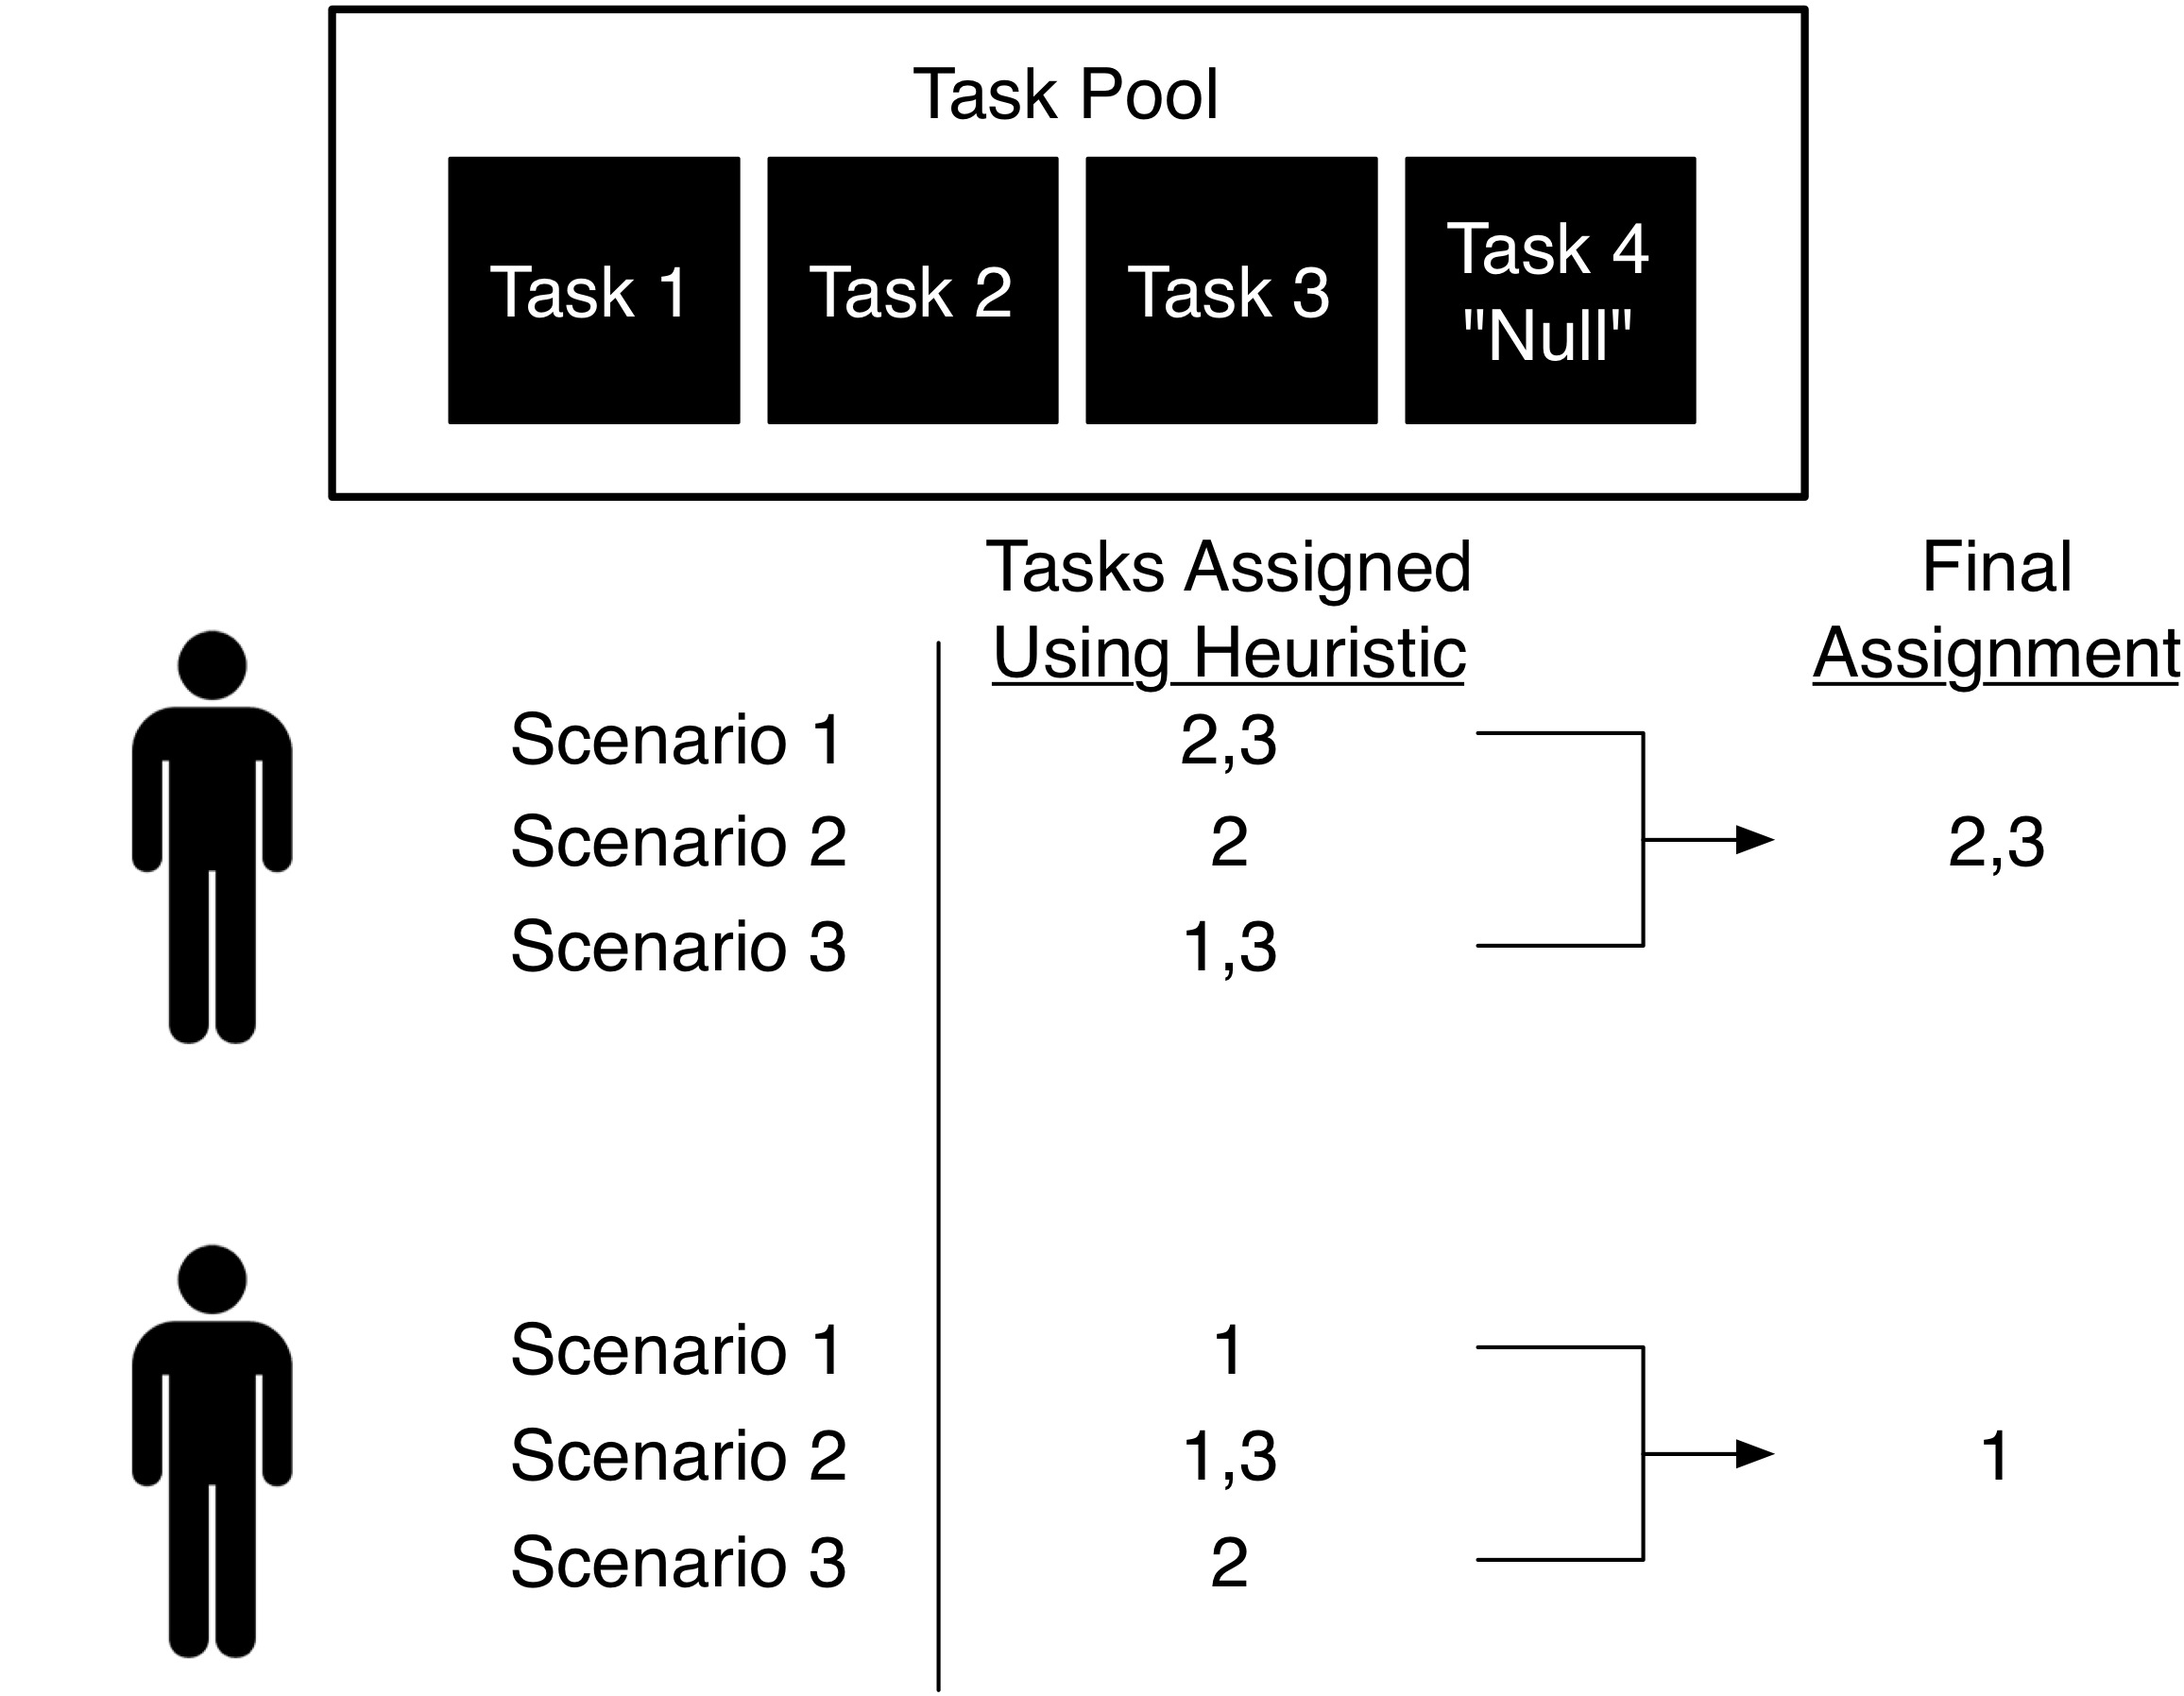 Task Pool
Task 1
Task 2
Task 3
Task 4
"Null"
Tasks Assigned
Using Heuristic
Final
Assignment
Scenario 1
2,3
Scenario 2
2
2,3
Scenario 3
1,3
Scenario 1
1
Scenario 2
1,3
1
Scenario 3
2